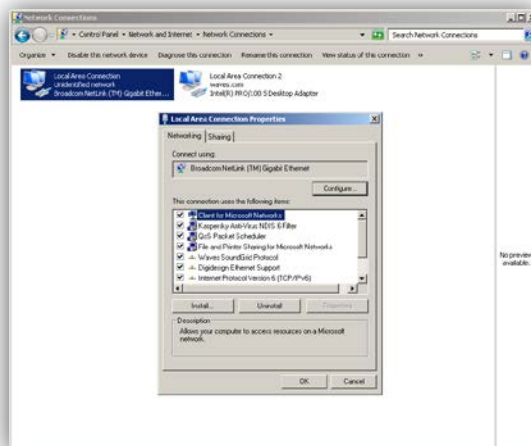 Network Connections
Control Panel • Network and Internet • Network Connections •
Search Network Connections
Organize Disable this network device Diagnose this connection Rename this connection View status of this connection »
Local Area Connection
Unidentified network
Broadcom NetLink (TM) Gigabit Ether...
Local Area Connection 2
waves.com
Intel(R) PRO/100 S Desktop Adapter
Local Area Connection Properties
Networking Sharing
Connect using:
Broadcom NetLink (TM) Gigabit Ethernet
Configure...
This connection uses the following items:
Client for Microsoft Networks
Kaspersky Anti-Virus NDIS 6 Filter
QoS Packet Scheduler
File and Printer Sharing for Microsoft Networks
Waves SoundGrid Protocol
Digidesign Ethernet Support
Internet Protocol Version 6 (TCP/IPv6)
Install... Uninstall Properties
Description
Allows your computer to access resources on a Microsoft
network.
OK Cancel
No preview
available.